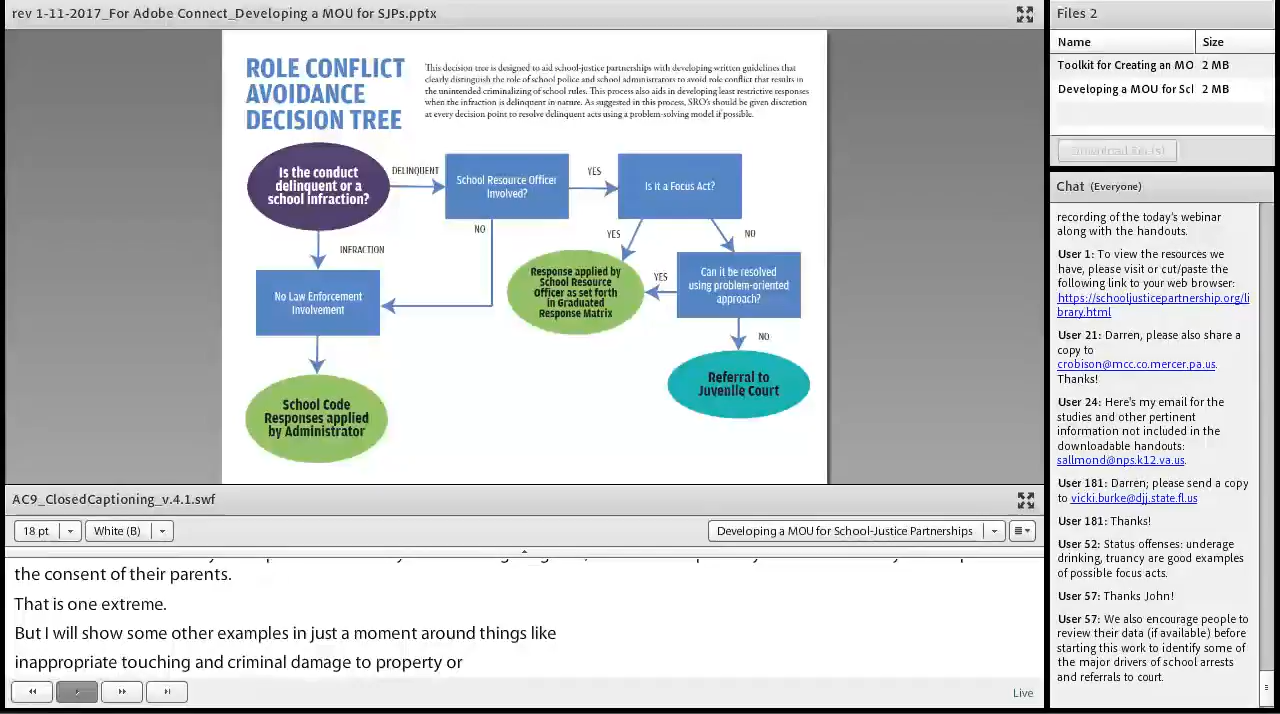 rev 1-11-2017_For Adobe Connect_Developing a MOU for SJPs.pptx
ROLE CONFLICT
AVOIDANCE
DECISION TREE
This decision tree is designed to aid school-justice partnerships with developing written guidelines that
clearly distinguish the role of school police and school administrators to avoid role conflict that results in
the unintended criminalizing of school rules. This process also aids in developing least restrictive responses
when the infraction is delinquent in nature. As suggested in this process, SRO's should be given discretion
at every decision point to resolve delinquent acts using a problem-solving model if possible.
Is the conduct
delinquent or a
school infraction?
DELINQUENT
School Resource Officer
Involved?
YES
Is it a Focus Act?
NO
YES
NO
INFRACTION
No Law Enforcement
Involvement
Response applied by
School Resource
Officer as set forth
in Graduated
Response Matrix
YES
Can it be resolved
using problem-oriented
approach?
NO
Referral to
Juvenile Court
School Code
Responses applied
by Administrator
AC9_ClosedCaptioning_v.4.1.swf
18 pt
White (B)
Developing a MOU for School-Justice Partnerships
the consent of their parents.
That is one extreme.
But I will show some other examples in just a moment around things like
inappropriate touching and criminal damage to property or
Live
Files 2
Name Size
Toolkit for Creating an MO 2 MB
Developing a MOU for Scl 2 MB
Download File(s)
Chat (Everyone)
recording of the today's webinar
along with the handouts.
User 1: To view the resources we
have, please visit or cut/paste the
following link to your web browser:
https://schooljusticepartnership.org/li
brary.html
User 21: Darren, please also share a
copy to
crobison@mcc.co.mercer.pa.us.
Thanks!
User 24: Here's my email for the
studies and other pertinent
information not included in the
downloadable handouts:
sallmond@nps.k12.va.us.
User 181: Darren; please send a copy
to vicki.burke@djj.state.fl.us
User 181: Thanks!
User 52: Status offenses: underage
drinking, truancy are good examples
of possible focus acts.
User 57: Thanks John!
User 57: We also encourage people to
review their data (if available) before
starting this work to identify some of
the major drivers of school arrests
and referrals to court.